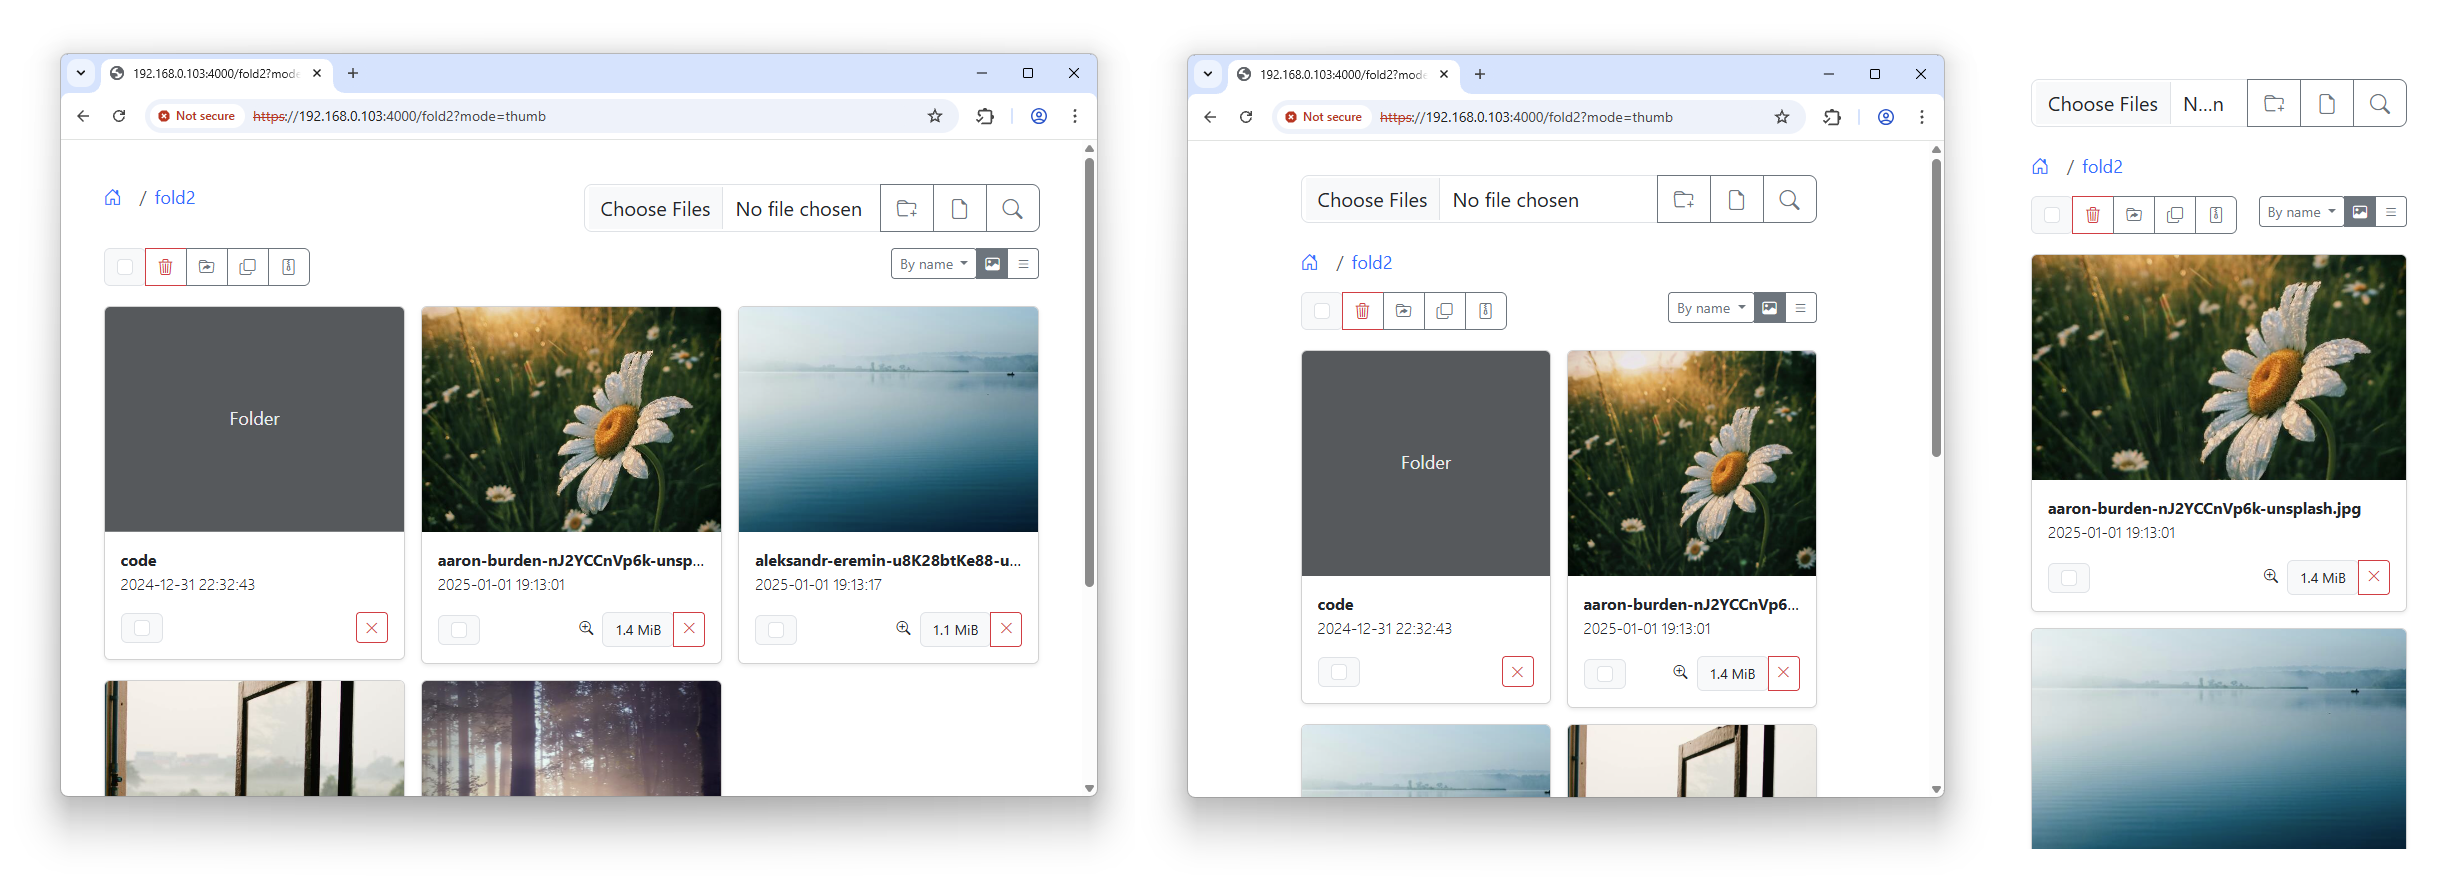 192.168.0.103:4000/fold2?mode
Not secure
https://192.168.0.103:4000/fold2?mode=thumb
/ fold2
Choose Files No file chosen
By name
Folder
code
2024-12-31 22:32:43
aaron-burden-nJ2YCCnVp6k-unsp...
2025-01-01 19:13:01
1.4 MiB
aleksandr-eremin-u8K28btKe88-u...
2025-01-01 19:13:17
1.1 MiB
192.168.0.103:4000/fold2?mode
Not secure
https://192.168.0.103:4000/fold2?mode=thumb
Choose Files No file chosen
/ fold2
By name
Folder
code
2024-12-31 22:32:43
aaron-burden-nJ2YCCnVp6...
2025-01-01 19:13:01
1.4 MiB
Choose Files N...n
/ fold2
By name
aaron-burden-nJ2YCCnVp6k-unsplash.jpg
2025-01-01 19:13:01
1.4 MiB